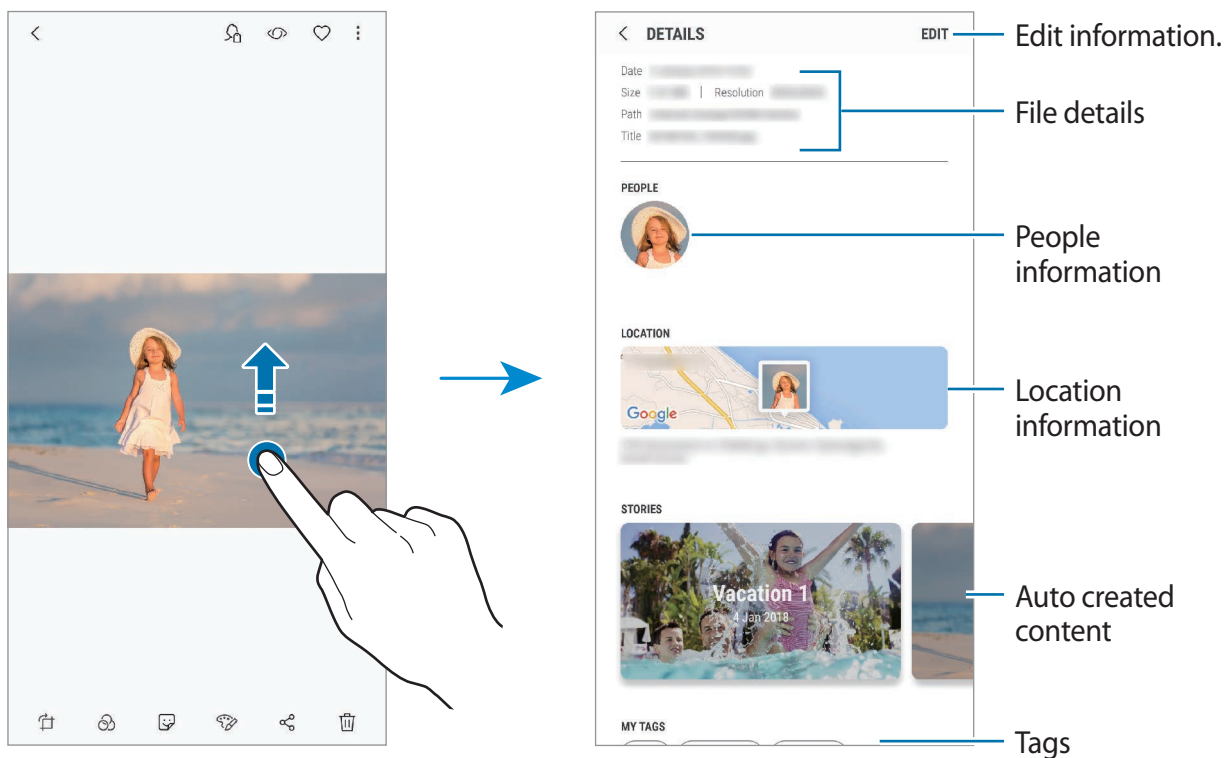 DETAILS
EDIT
Edit information.
Date
Size | Resolution
Path
Title
File details
PEOPLE
People
information
LOCATION
Google
Location
information
STORIES
Vacation 1
4 Jan 2018
Auto created
content
MY TAGS
Tags